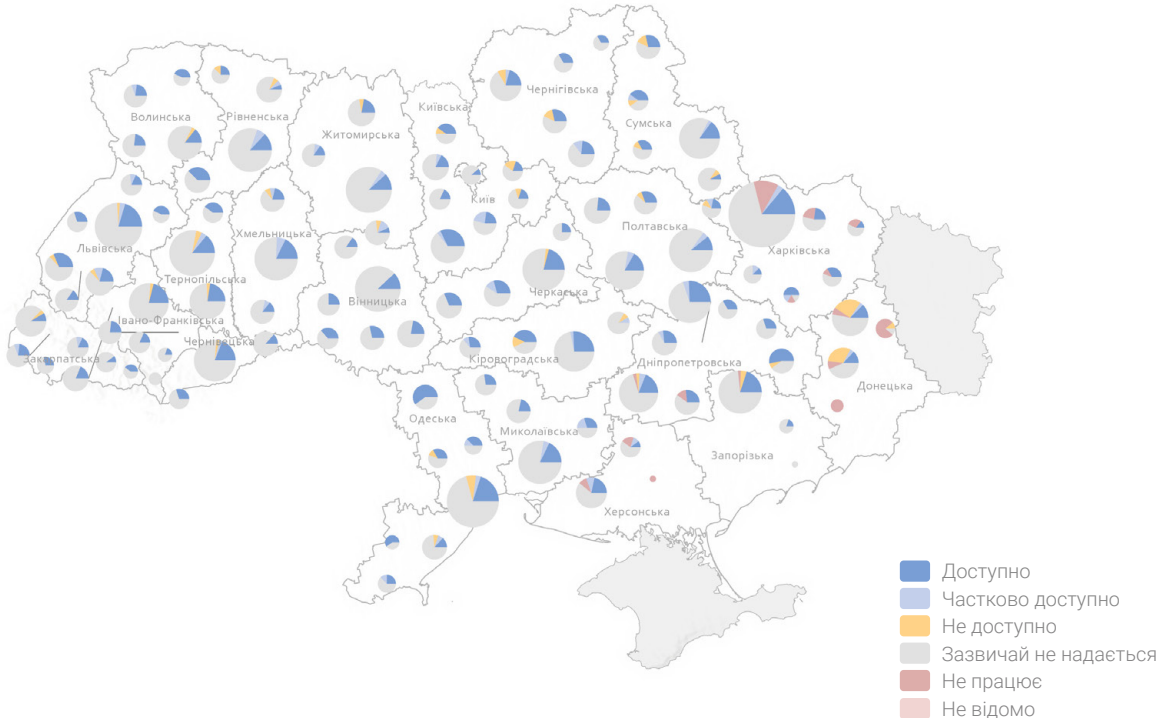 Київська
Чернігівська
Волинська
Рівненська
Сумська
Житомирська
Київ
Полтавська
Хмельницька
Львівська
Харківська
Тернопільська
Черкаська
Вінницька
Івано-Франківська
Чернівецька
Закарпатська
Кіровоградська
Дніпропетровська
Донецька
Одеська
Миколаївська
Запорізька
Херсонська
Доступно
Частково доступно
Не доступно
Зазвичай не надається
Не працює
Не відомо